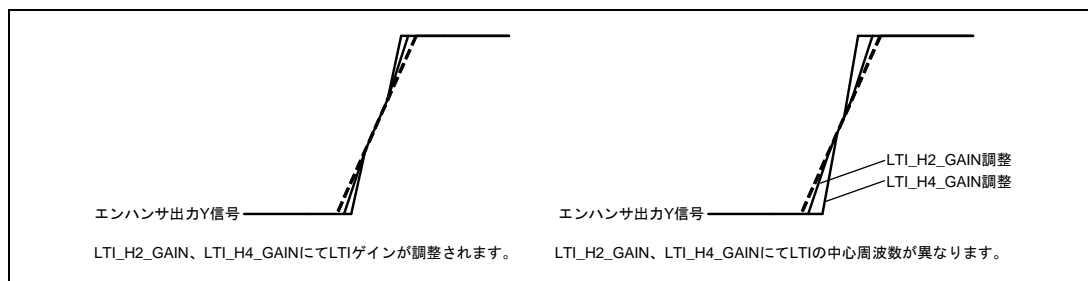 エンハンサ出力Y信号
LTI_H2_GAIN、LTI_H4_GAINにてLTIゲインが調整されます。
LTI_H2_GAIN調整
LTI_H4_GAIN調整
エンハンサ出力Y信号
LTI_H2_GAIN、LTI_H4_GAINにてLTIの中心周波数が異なります。